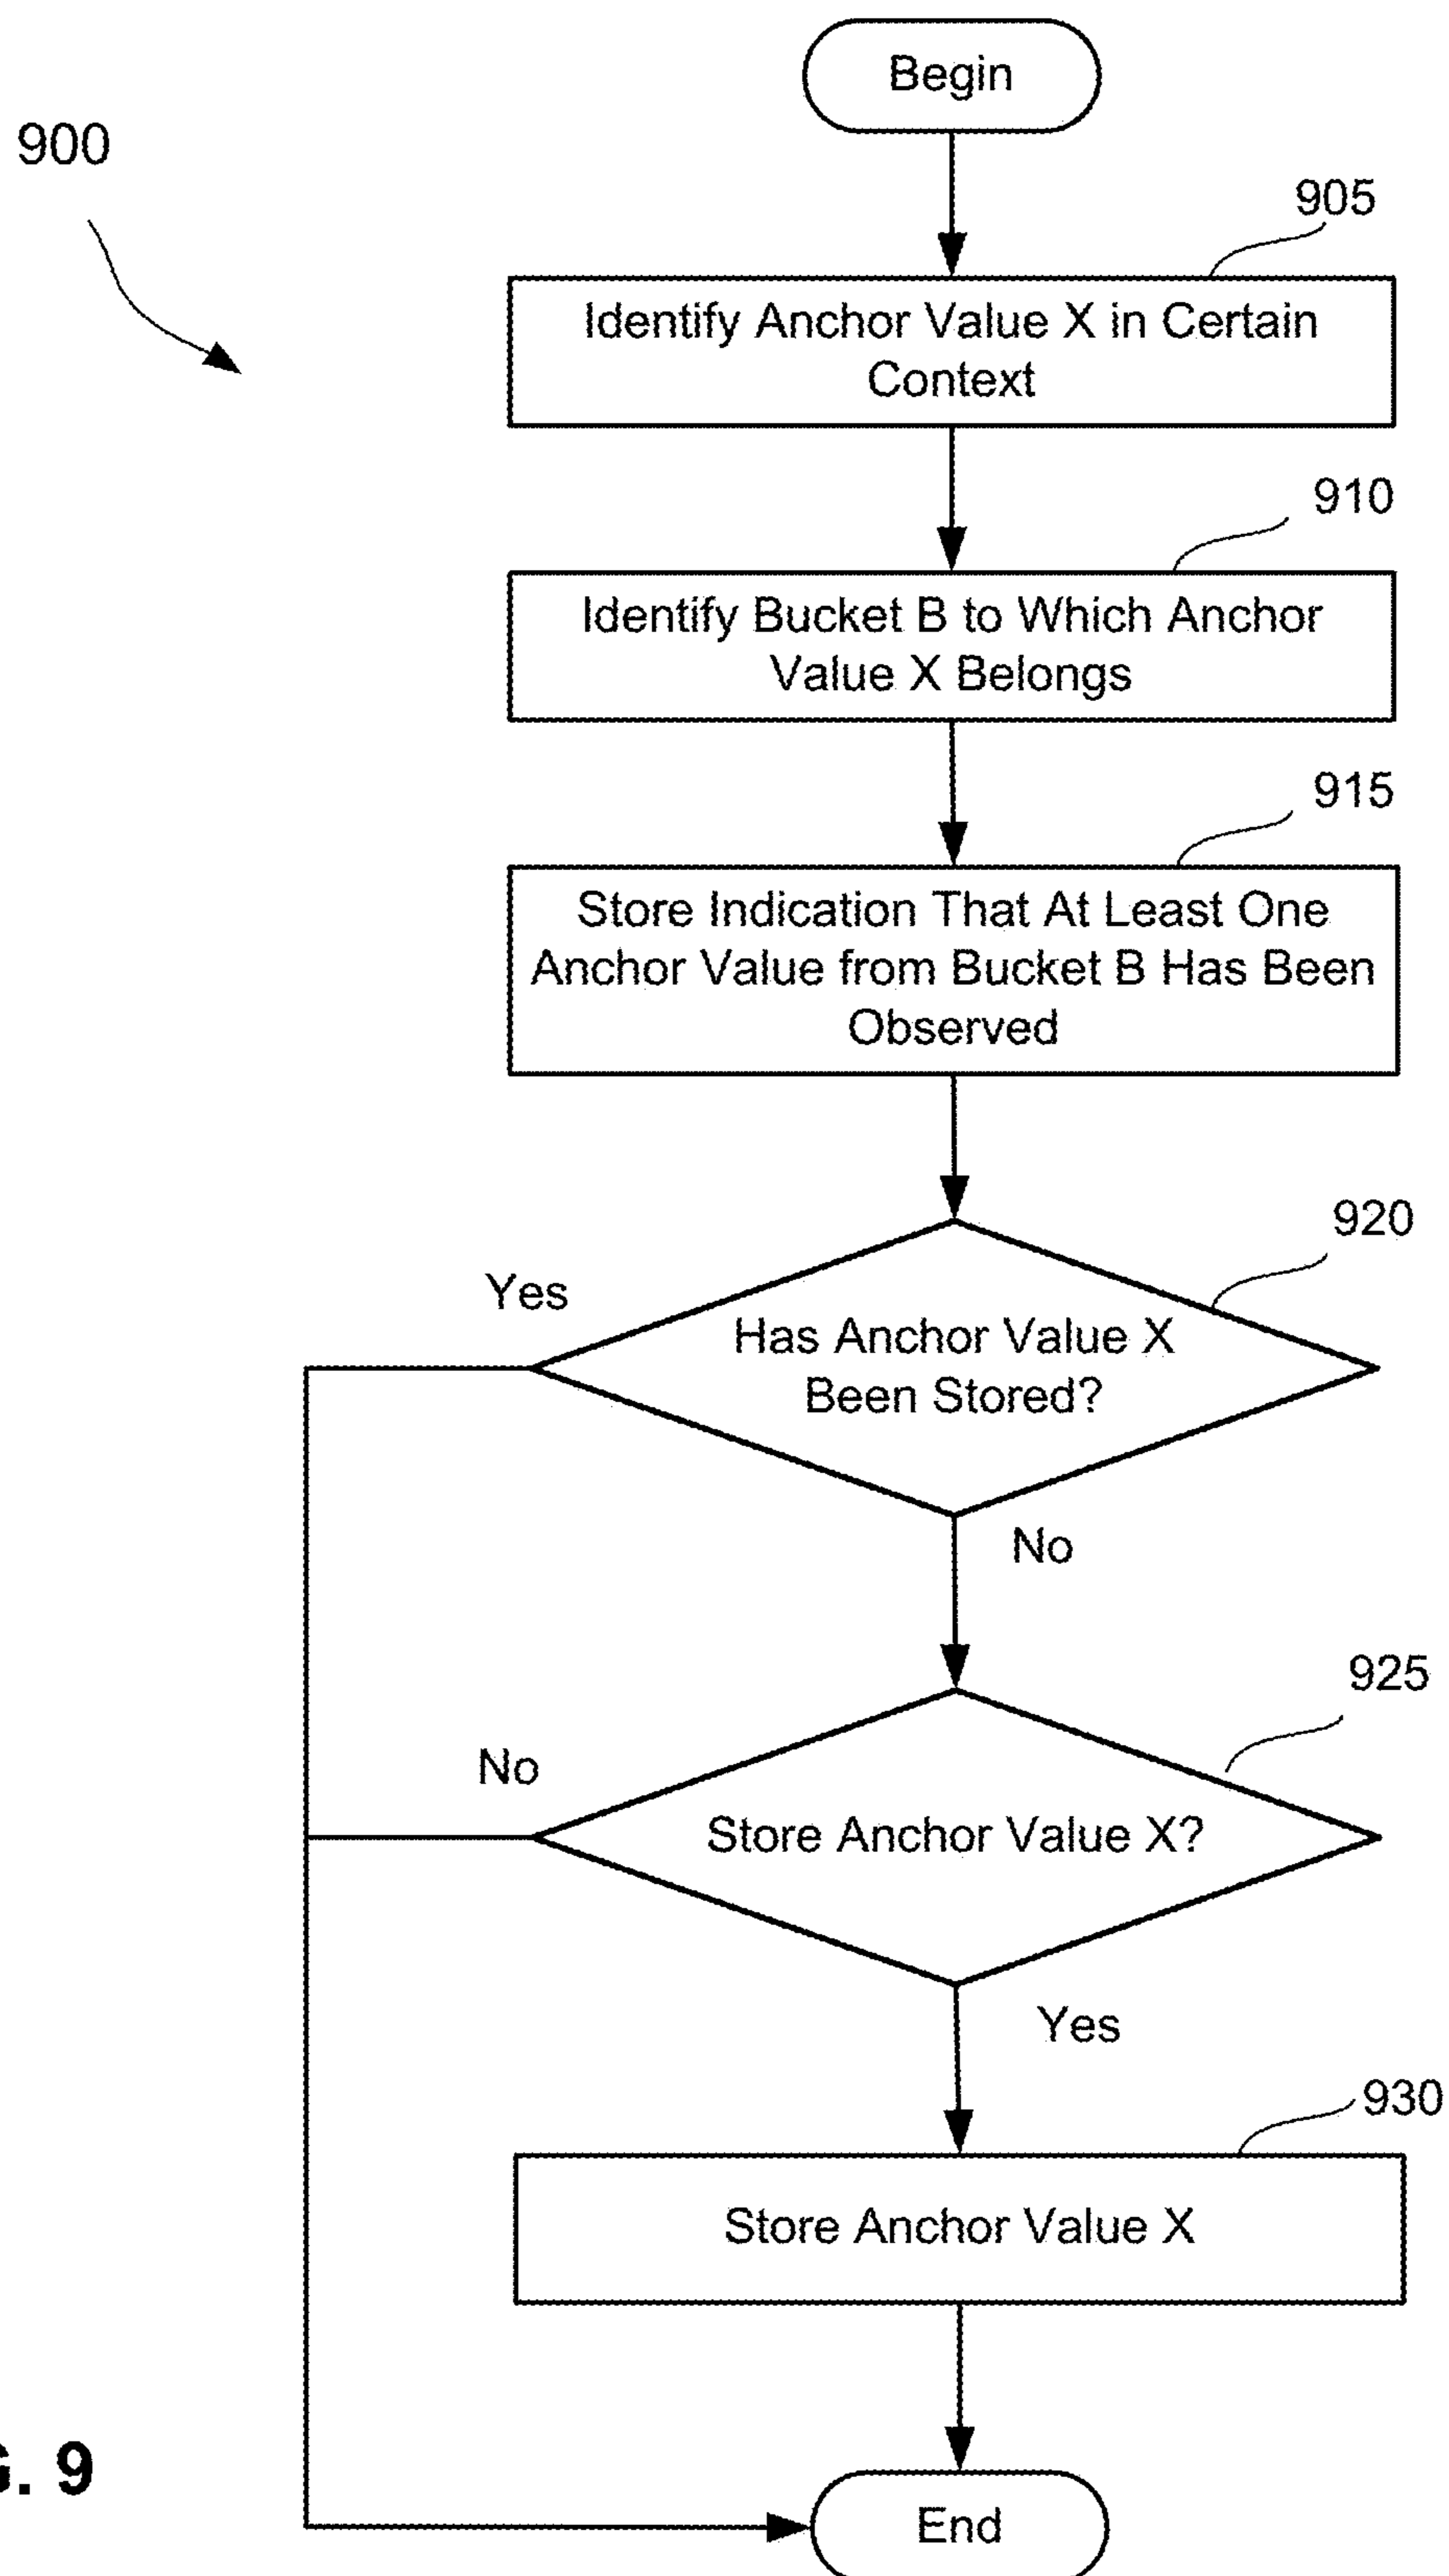 Begin
900
905
Identify Anchor Value X in Certain
Context
910
Identify Bucket B to Which Anchor
Value X Belongs
915
Store Indication That At Least One
Anchor Value from Bucket B Has Been
Observed
920
Yes
Has Anchor Value X
Been Stored?
No
925
No
Store Anchor Value X?
Yes
930
Store Anchor Value X
G. 9
End